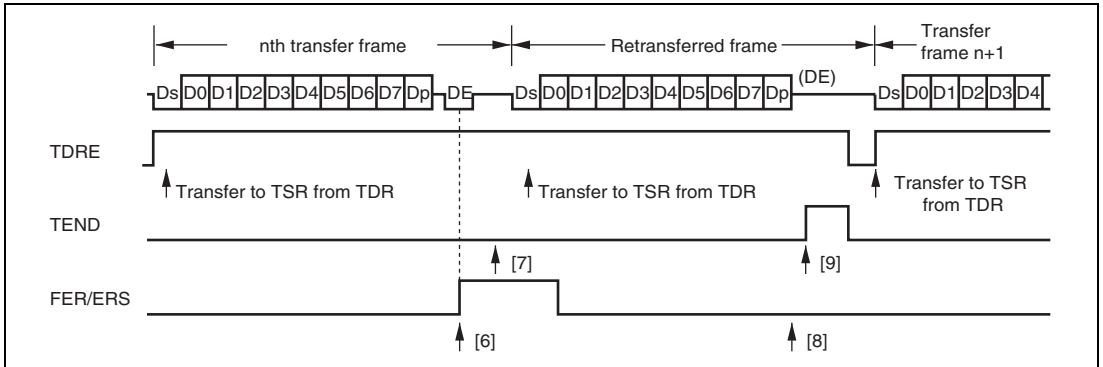 nth transfer frame
Retransferred frame
Transfer
frame n+1
Ds D0 D1 D2 D3 D4 D5 D6 D7 Dp DE
Ds D0 D1 D2 D3 D4 D5 D6 D7 Dp
(DE)
Ds D0 D1 D2 D3 D4
TDRE
Transfer to TSR from TDR
Transfer to TSR from TDR
Transfer to TSR
from TDR
TEND
[7]
[9]
FER/ERS
[6]
[8]